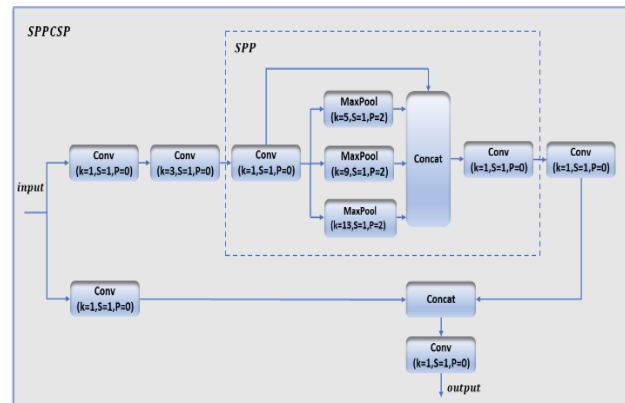 SPPCSP
SPP
MaxPool
(k=5,S=1,P=2)
Conv
(k=1,S=1,P=0)
Conv
(k=3,S=1,P=0)
Conv
(k=1,S=1,P=0)
MaxPool
(k=9,S=1,P=2)
Concat
Conv
(k=1,S=1,P=0)
Conv
(k=1,S=1,P=0)
input
MaxPool
(k=13,S=1,P=2)
Conv
(k=1,S=1,P=0)
Concat
Conv
(k=1,S=1,P=0)
output